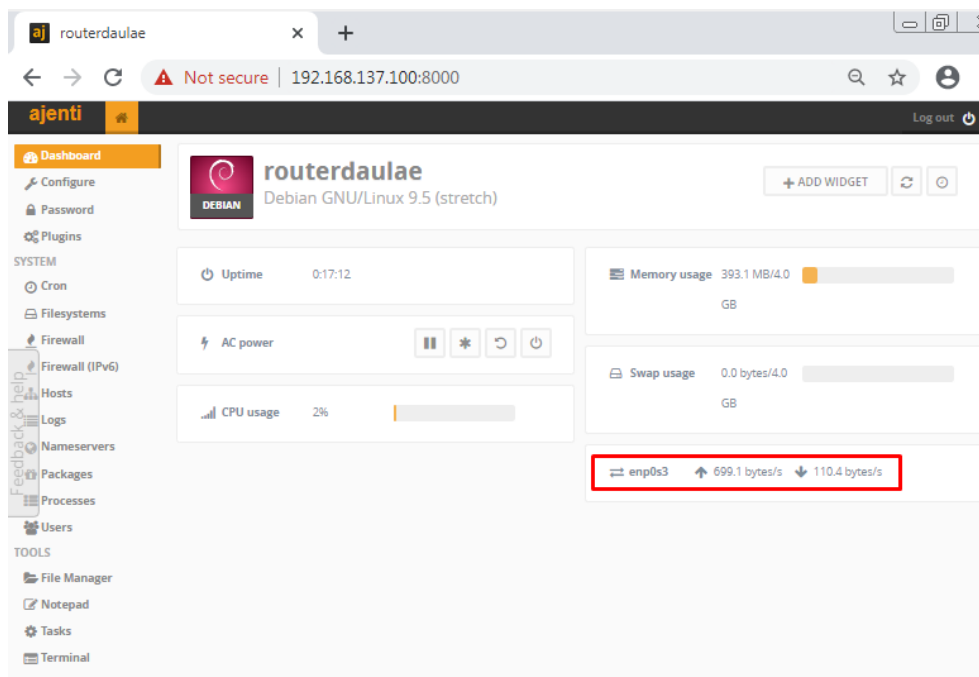 aj routerdaulae
Not secure 192.168.137.100:8000
ajenti
Log out
Dashboard
Configure
Password
Plugins
SYSTEM
Cron
Filesystems
Firewall
Firewall (IPv6)
Hosts
Logs
Nameservers
Packages
Processes
Users
TOOLS
File Manager
Notepad
Tasks
Terminal
Feedback & help
DEBIAN
routerdaulae
Debian GNU/Linux 9.5 (stretch)
+ ADD WIDGET
Uptime 0:17:12
AC power
CPU usage 2%
Memory usage 393.1 MB/4.0
GB
Swap usage 0.0 bytes/4.0
GB
enp0s3 699.1 bytes/s 110.4 bytes/s